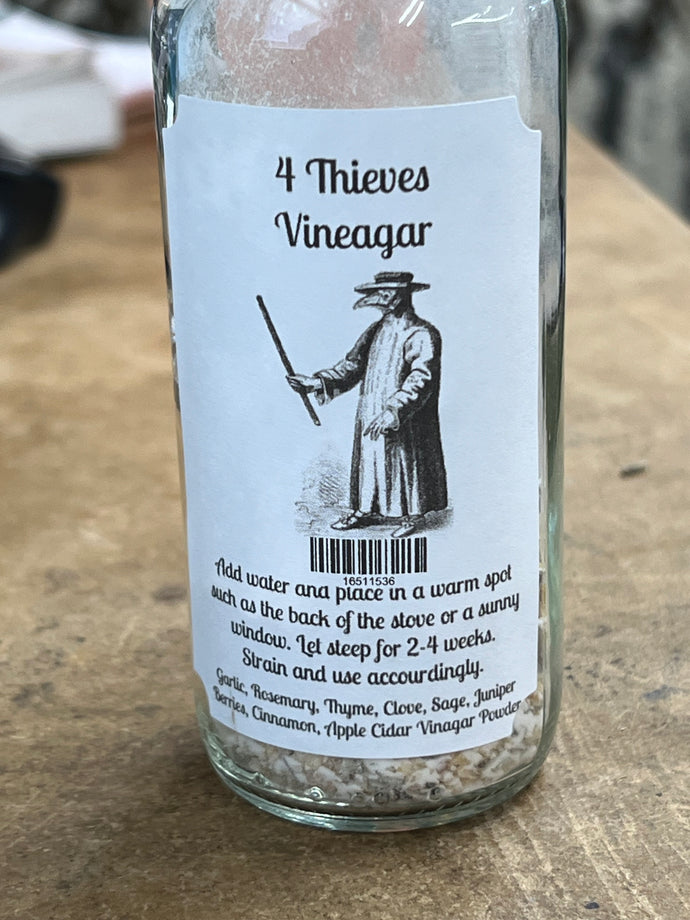 4 Thieves
Vineagar
16511536
Add water and place in a warm spot
such as the back of the stove or a sunny
window. Let steep for 2-4 weeks.
Strain and use accourdingly.
Garlic, Rosemary, Thyme, Clove, Sage, Juniper
Berries, Cinnamon, Apple Cidar Vinagar Powder